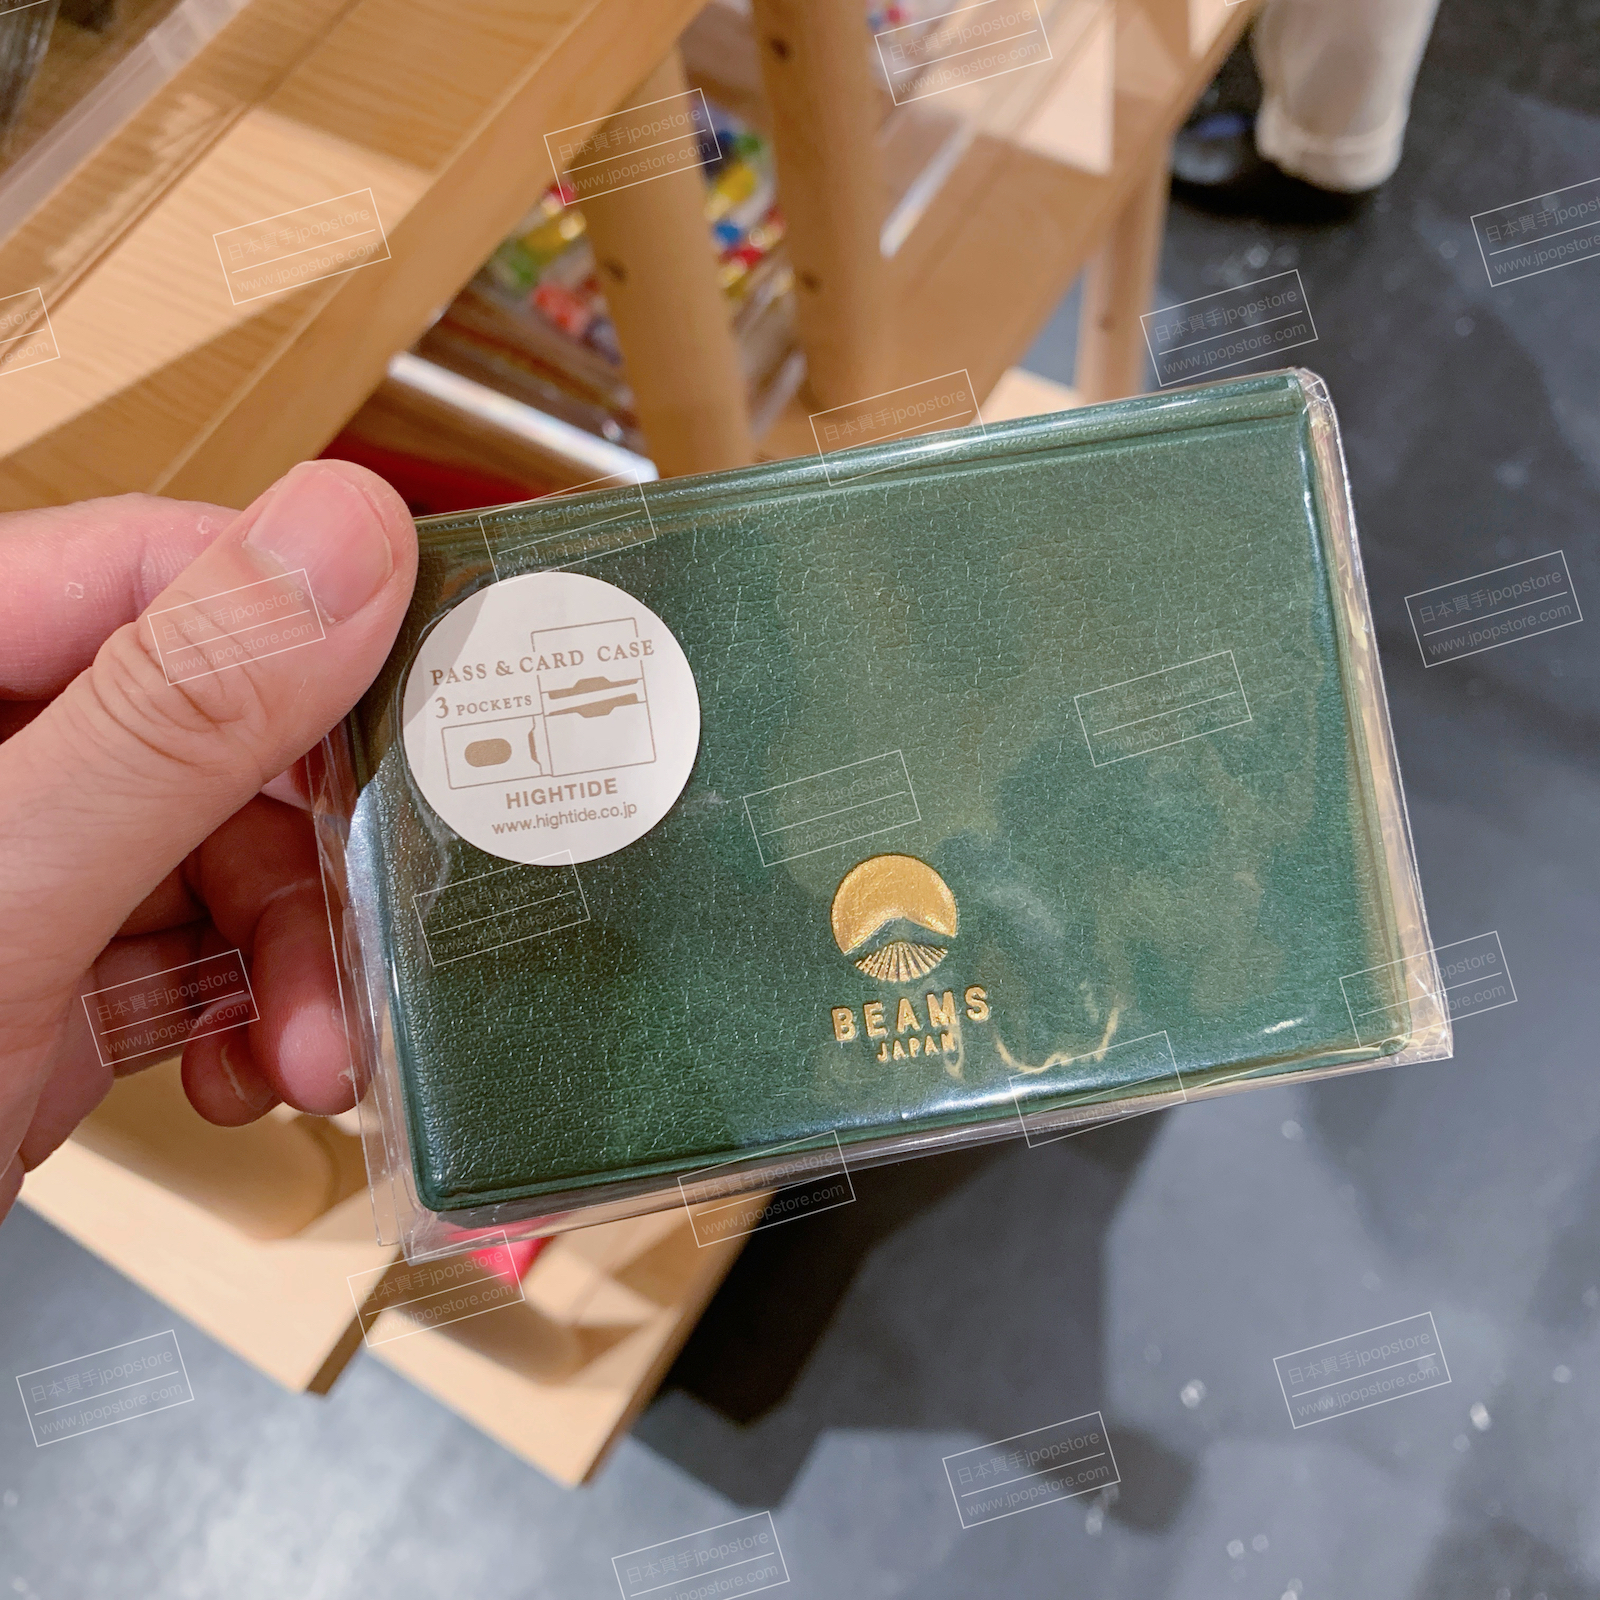 PASS & CARD CASE
3 POCKETS
HIGHTIDE
www.hightide.co.jp
BEAMS
JAPAN
日本買手jpopstore
www.jpopstore.com